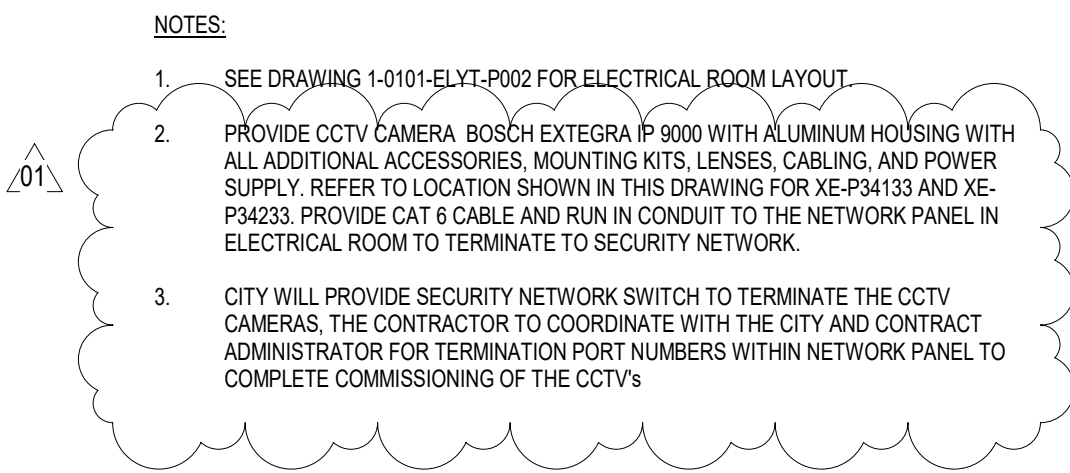 NOTES:
1. SEE DRAWING 1-0101-ELYT-P002 FOR ELECTRICAL ROOM LAYOUT.
01
2. PROVIDE CCTV CAMERA BOSCH EXTEGRA IP 9000 WITH ALUMINUM HOUSING WITH
ALL ADDITIONAL ACCESSORIES, MOUNTING KITS, LENSES, CABLING, AND POWER
SUPPLY. REFER TO LOCATION SHOWN IN THIS DRAWING FOR XE-P34133 AND XE-
P34233. PROVIDE CAT 6 CABLE AND RUN IN CONDUIT TO THE NETWORK PANEL IN
ELECTRICAL ROOM TO TERMINATE TO SECURITY NETWORK.
3. CITY WILL PROVIDE SECURITY NETWORK SWITCH TO TERMINATE THE CCTV
CAMERAS, THE CONTRACTOR TO COORDINATE WITH THE CITY AND CONTRACT
ADMINISTRATOR FOR TERMINATION PORT NUMBERS WITHIN NETWORK PANEL TO
COMPLETE COMMISSIONING OF THE CCTV's